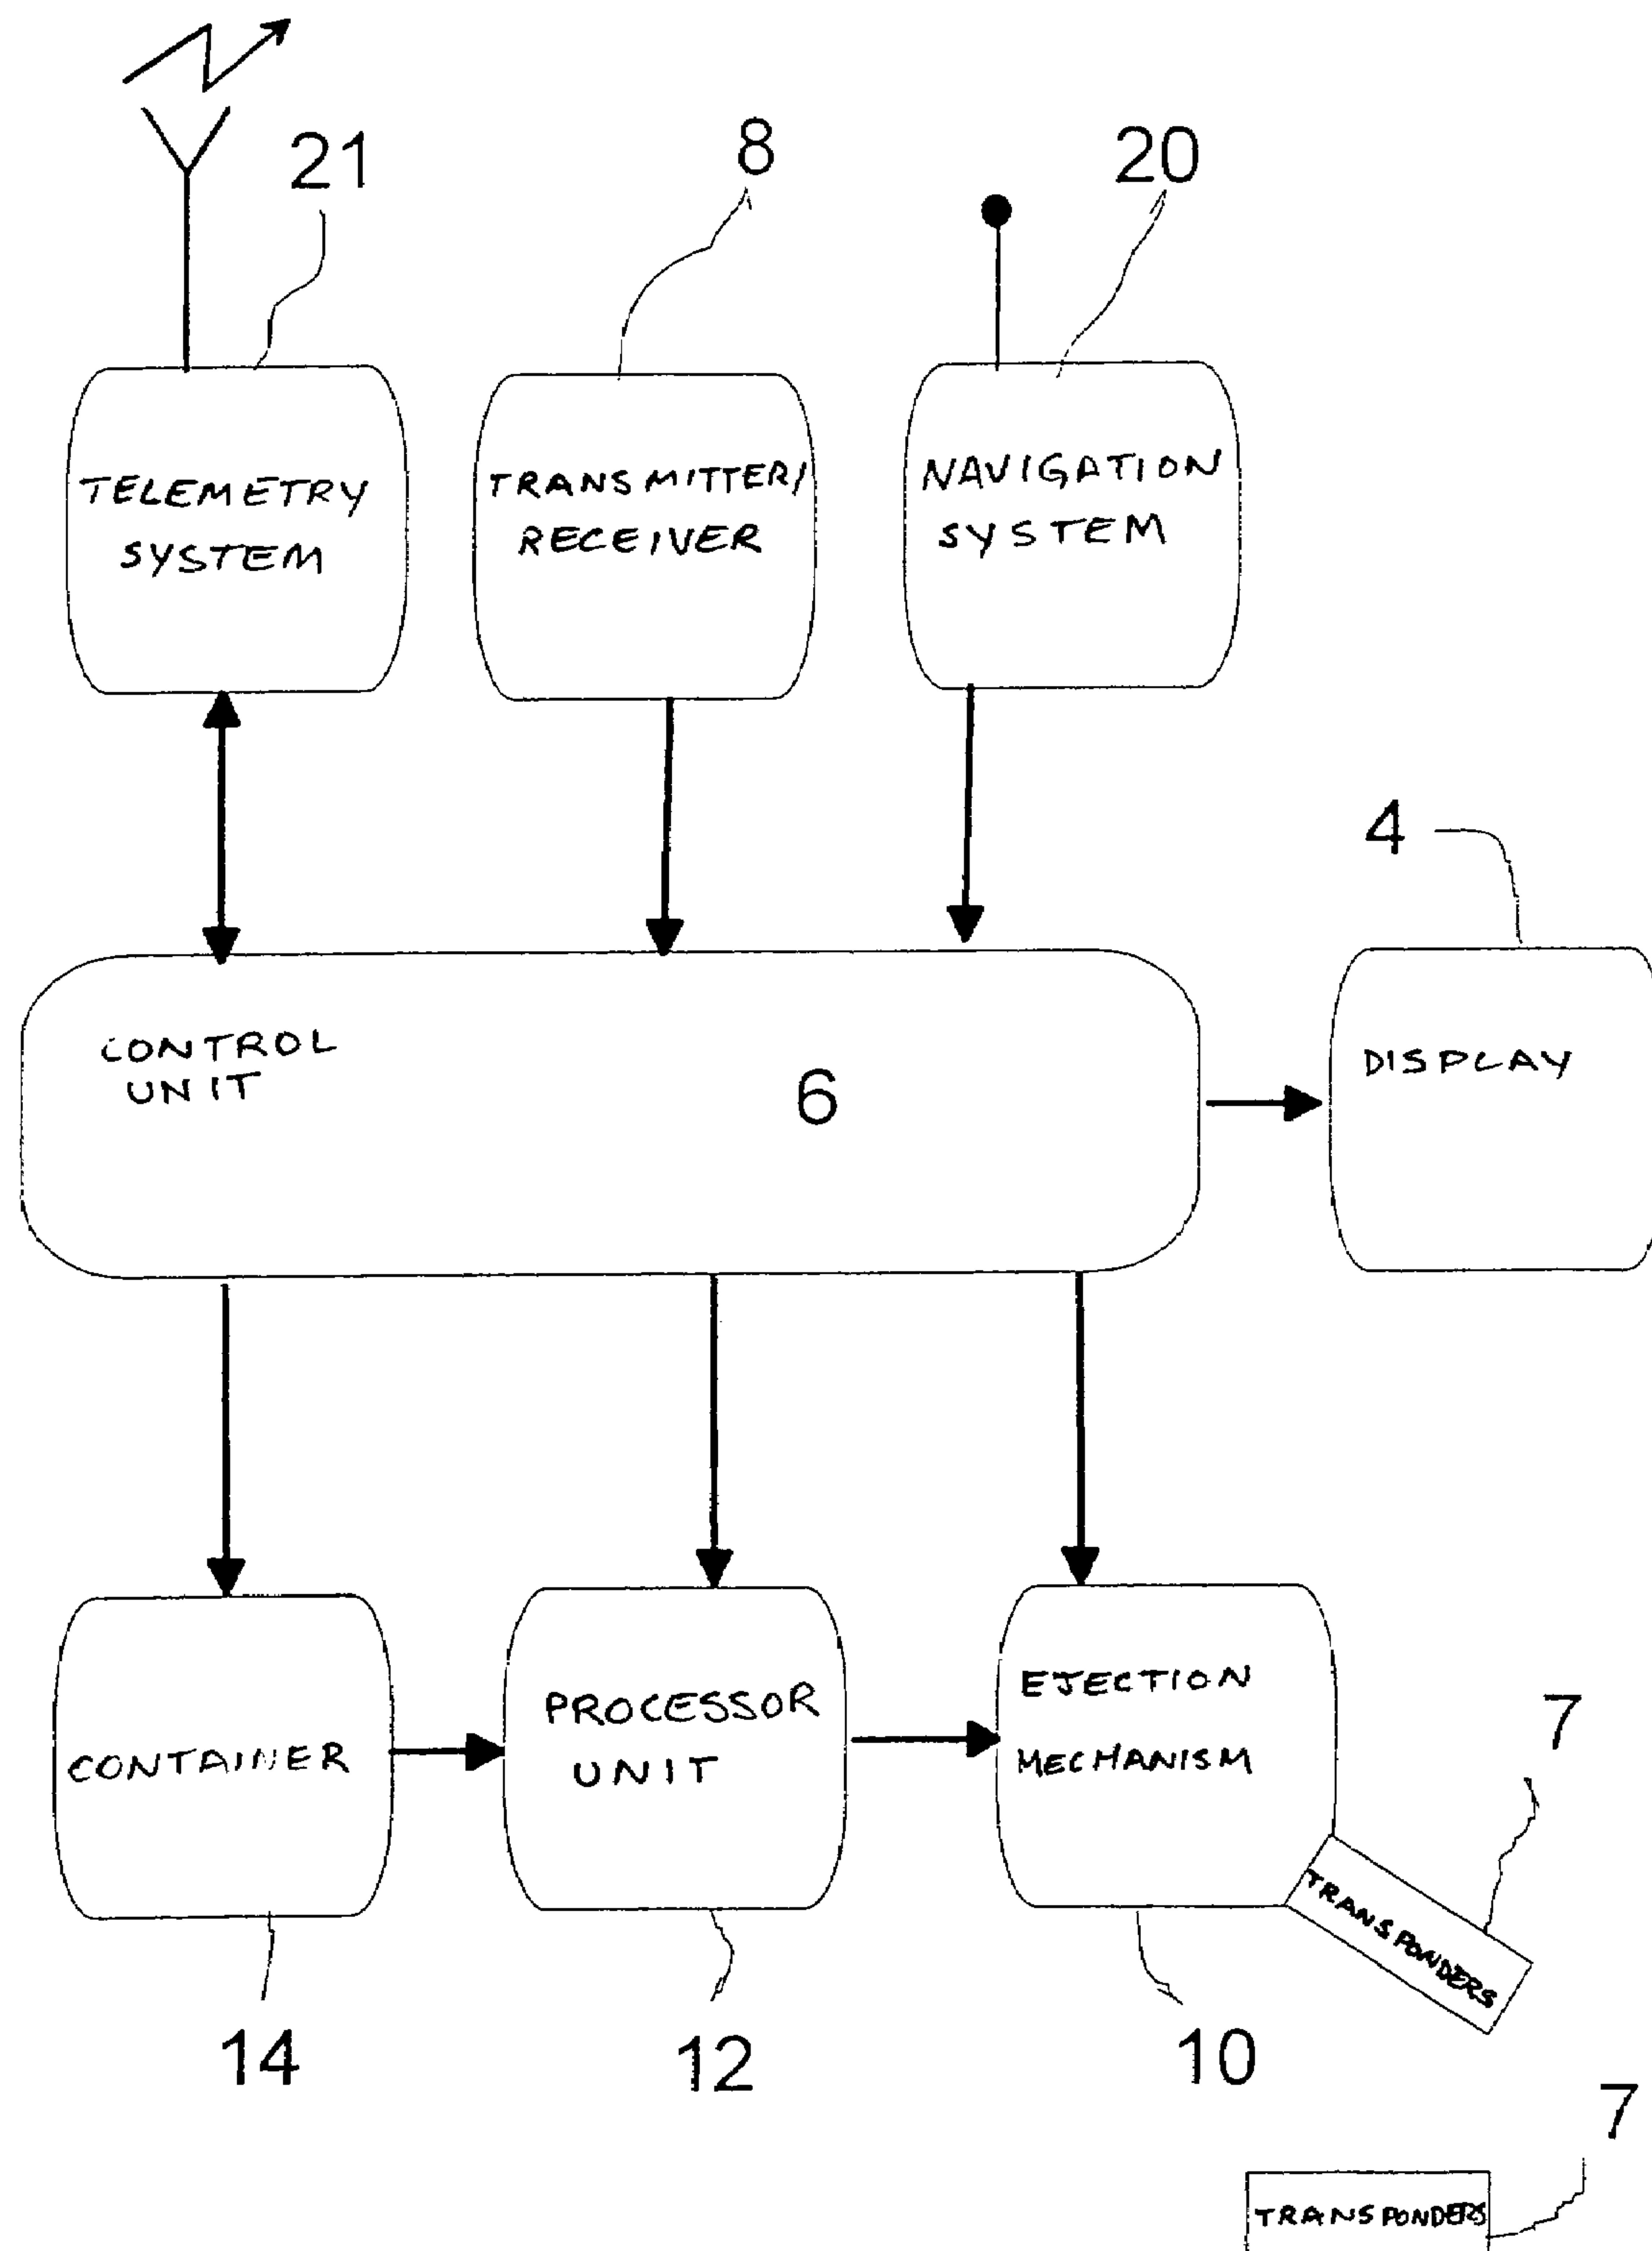 21
8
20
TELEMETRY
SYSTEM
TRANSMITTER/
RECEIVER
NAVIGATION
SYSTEM
4
CONTROL
UNIT
6
DISPLAY
CONTAINER
PROCESSOR
UNIT
EJECTION
MECHANISM
7
TRANSPONDERS
14
12
10
7
TRANSPONDERS